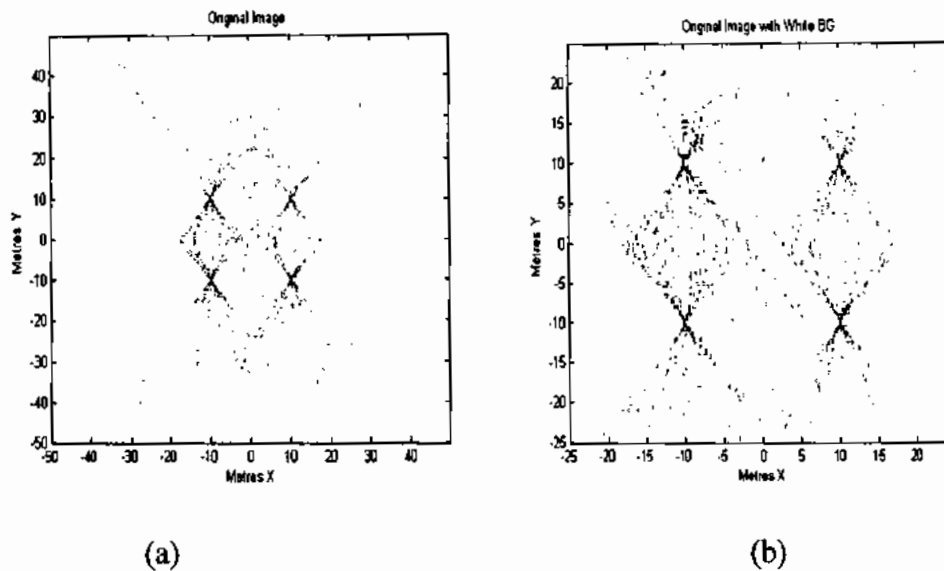 Original Image
40
30
20
10
0
-10
-20
-30
-40
-50
-50 -40 -30 -20 -10 0 10 20 30 40
Metres Y
Metres X
(a)
Original Image with White BG
20
15
10
5
0
-5
-10
-15
-20
-25
-25 -20 -15 -10 -5 0 5 10 15 20
Metres Y
Metres X
(b)